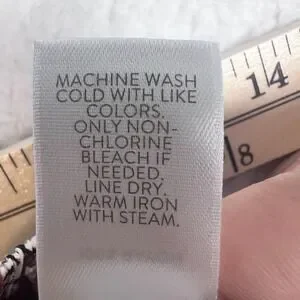 MACHINE WASH
COLD WITH LIKE
COLORS.
ONLY NON-
CHLORINE
BLEACH IF
NEEDED.
LINE DRY.
WARM IRON
WITH STEAM.
14
8
1